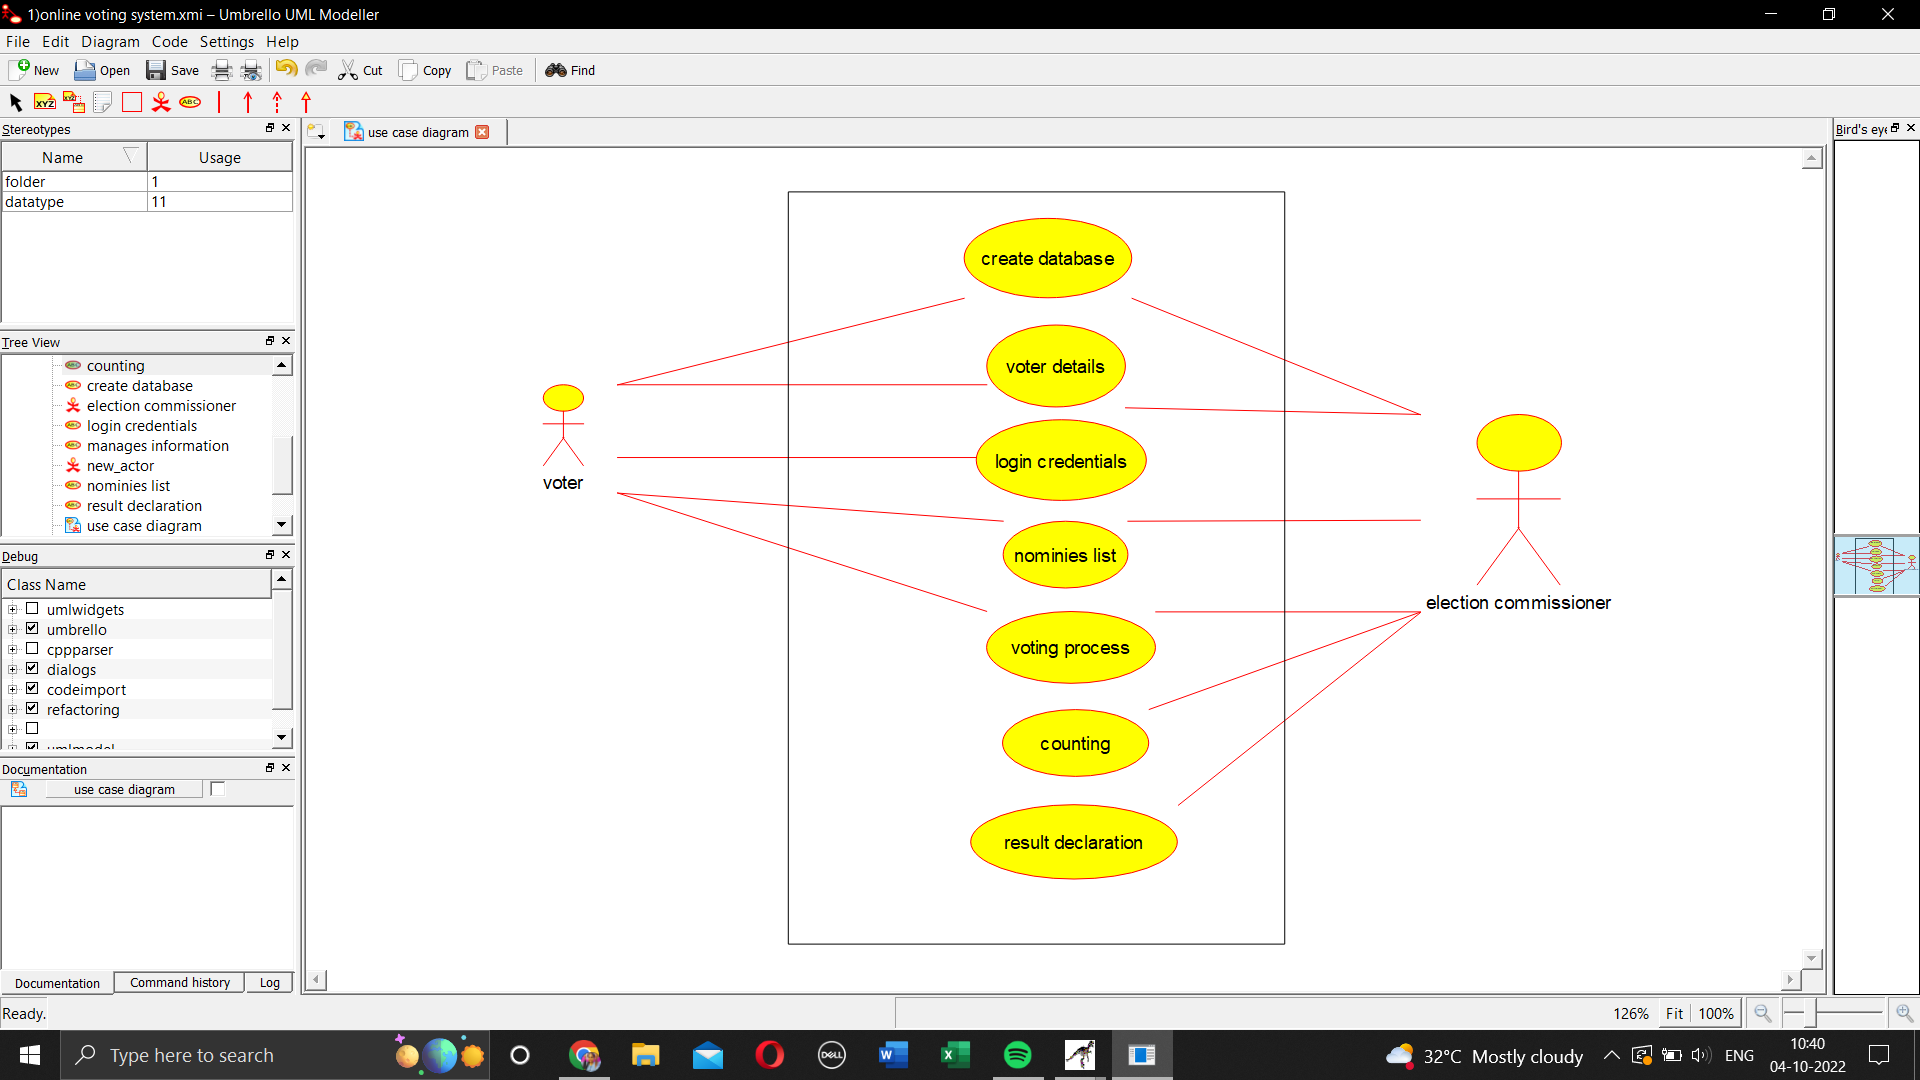 1)online voting system.xmi – Umbrello UML Modeller
File Edit Diagram Code Settings Help
New Open Save Cut Copy Paste Find
XYZ XYZ ABC
Stereotypes
Name Usage
folder 1
datatype 11
Tree View
counting
create database
election commissioner
login credentials
manages information
new_actor
nominies list
result declaration
use case diagram
Debug
Class Name
umlwidgets
umbrello
cppparser
dialogs
codeimport
refactoring
umlmodel
Documentation
use case diagram
Documentation Command history Log
Ready.
use case diagram
create database
voter details
login credentials
nominies list
voting process
counting
result declaration
voter
election commissioner
Bird's eye
126% Fit 100%
Type here to search
DELL
32°C Mostly cloudy
ENG
10:40
04-10-2022